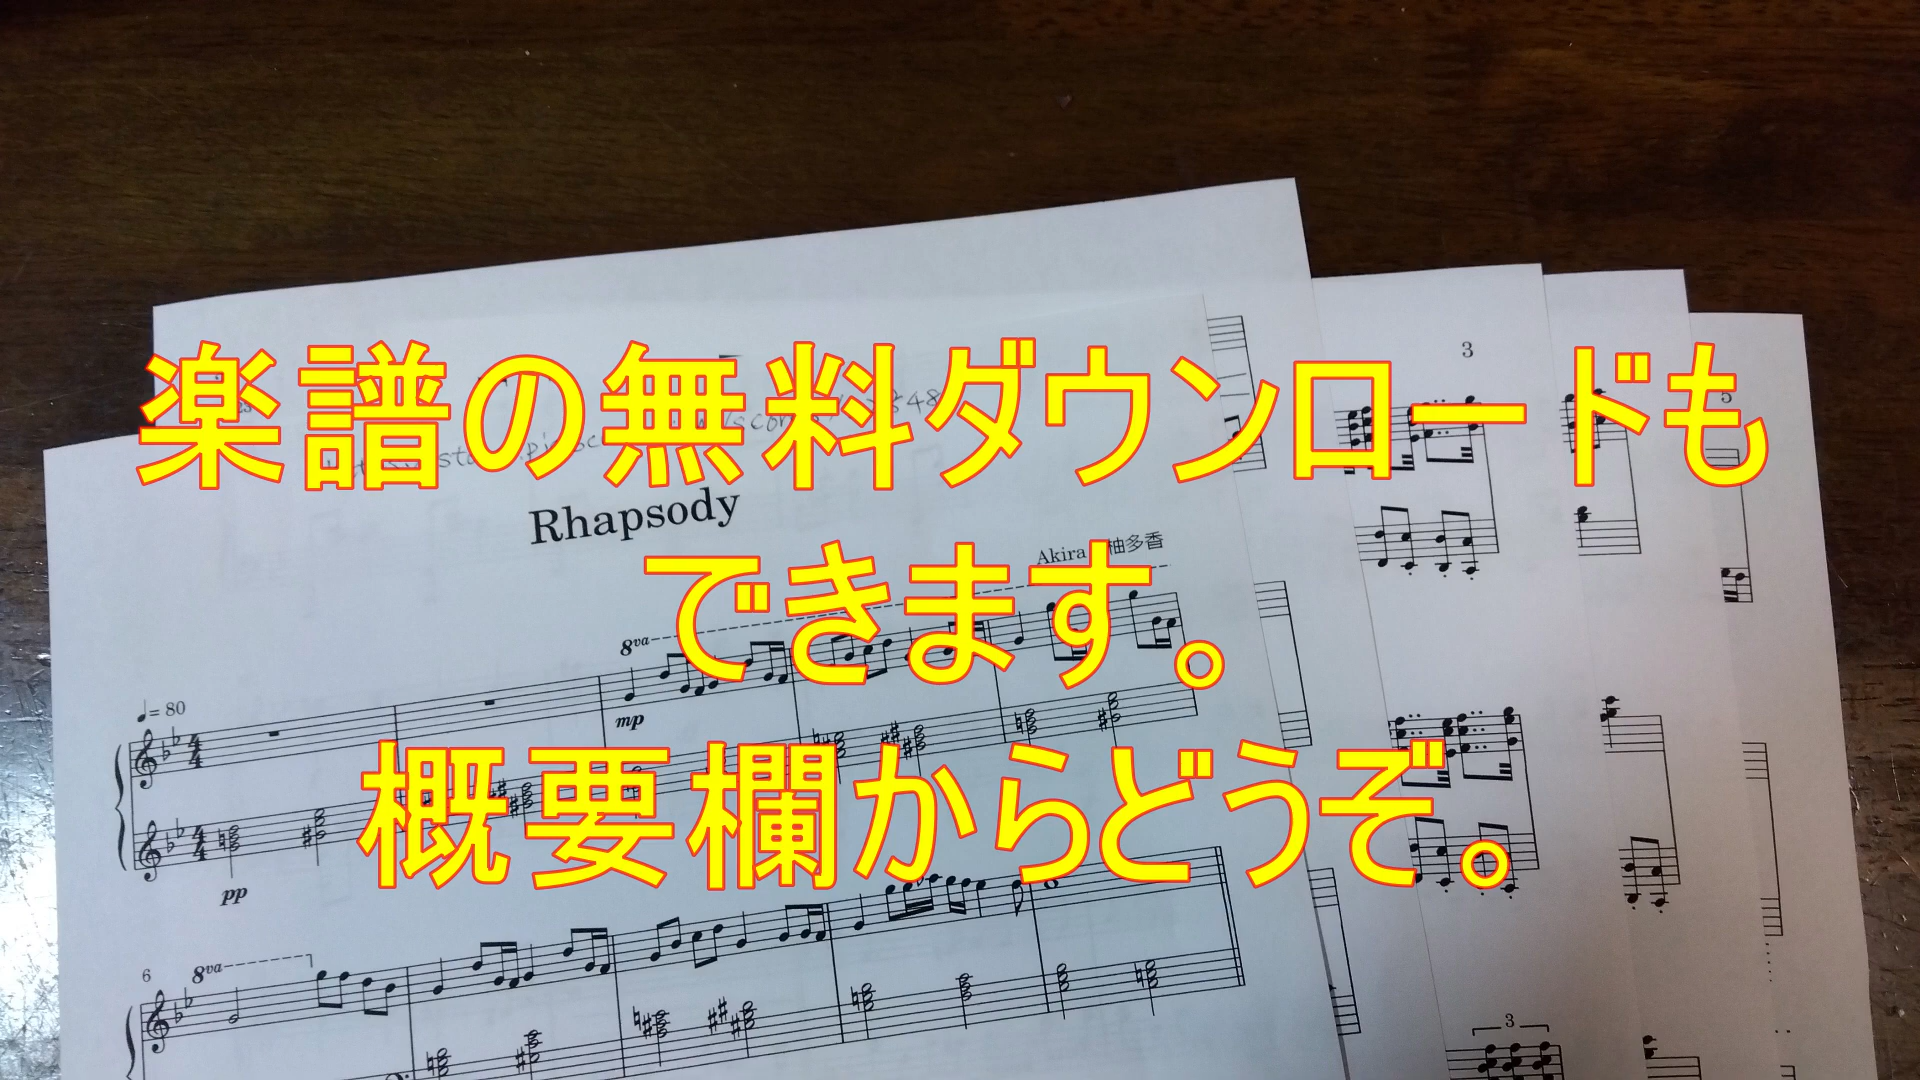 楽譜の無料ダウンロードも
できます。
概要欄からどうぞ。
Rhapsody
Akira
柚多香
♩= 80
8va
mp
pp
6
8va
3
5
3